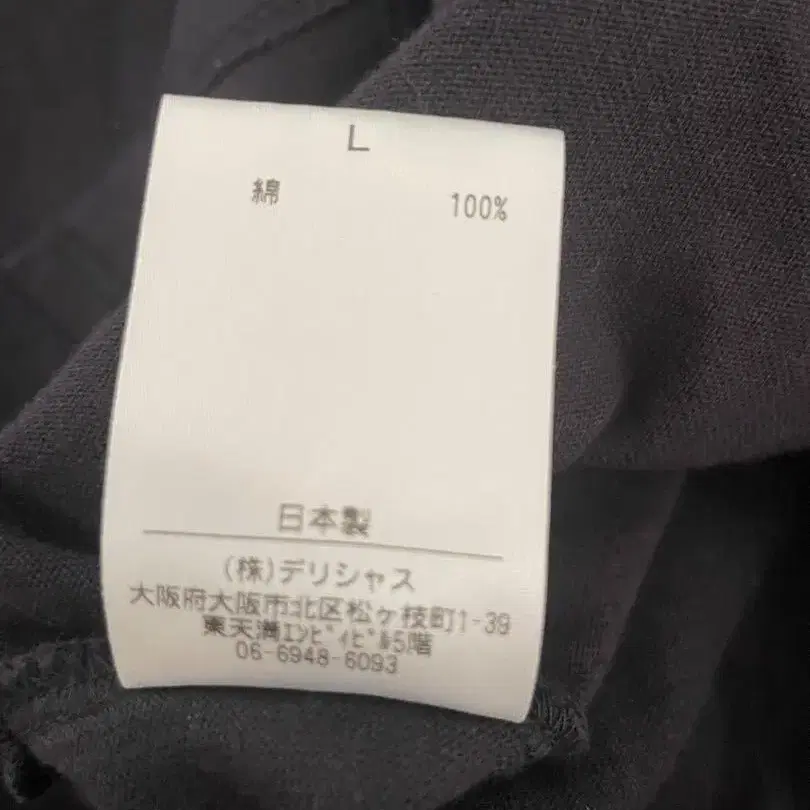 L
綿 100%
日本製
(株)デリシャス
大阪府大阪市北区松ヶ枝町1-39
東天満ｴﾝﾋﾞｲﾋﾞﾙ5階
06-6948-6093